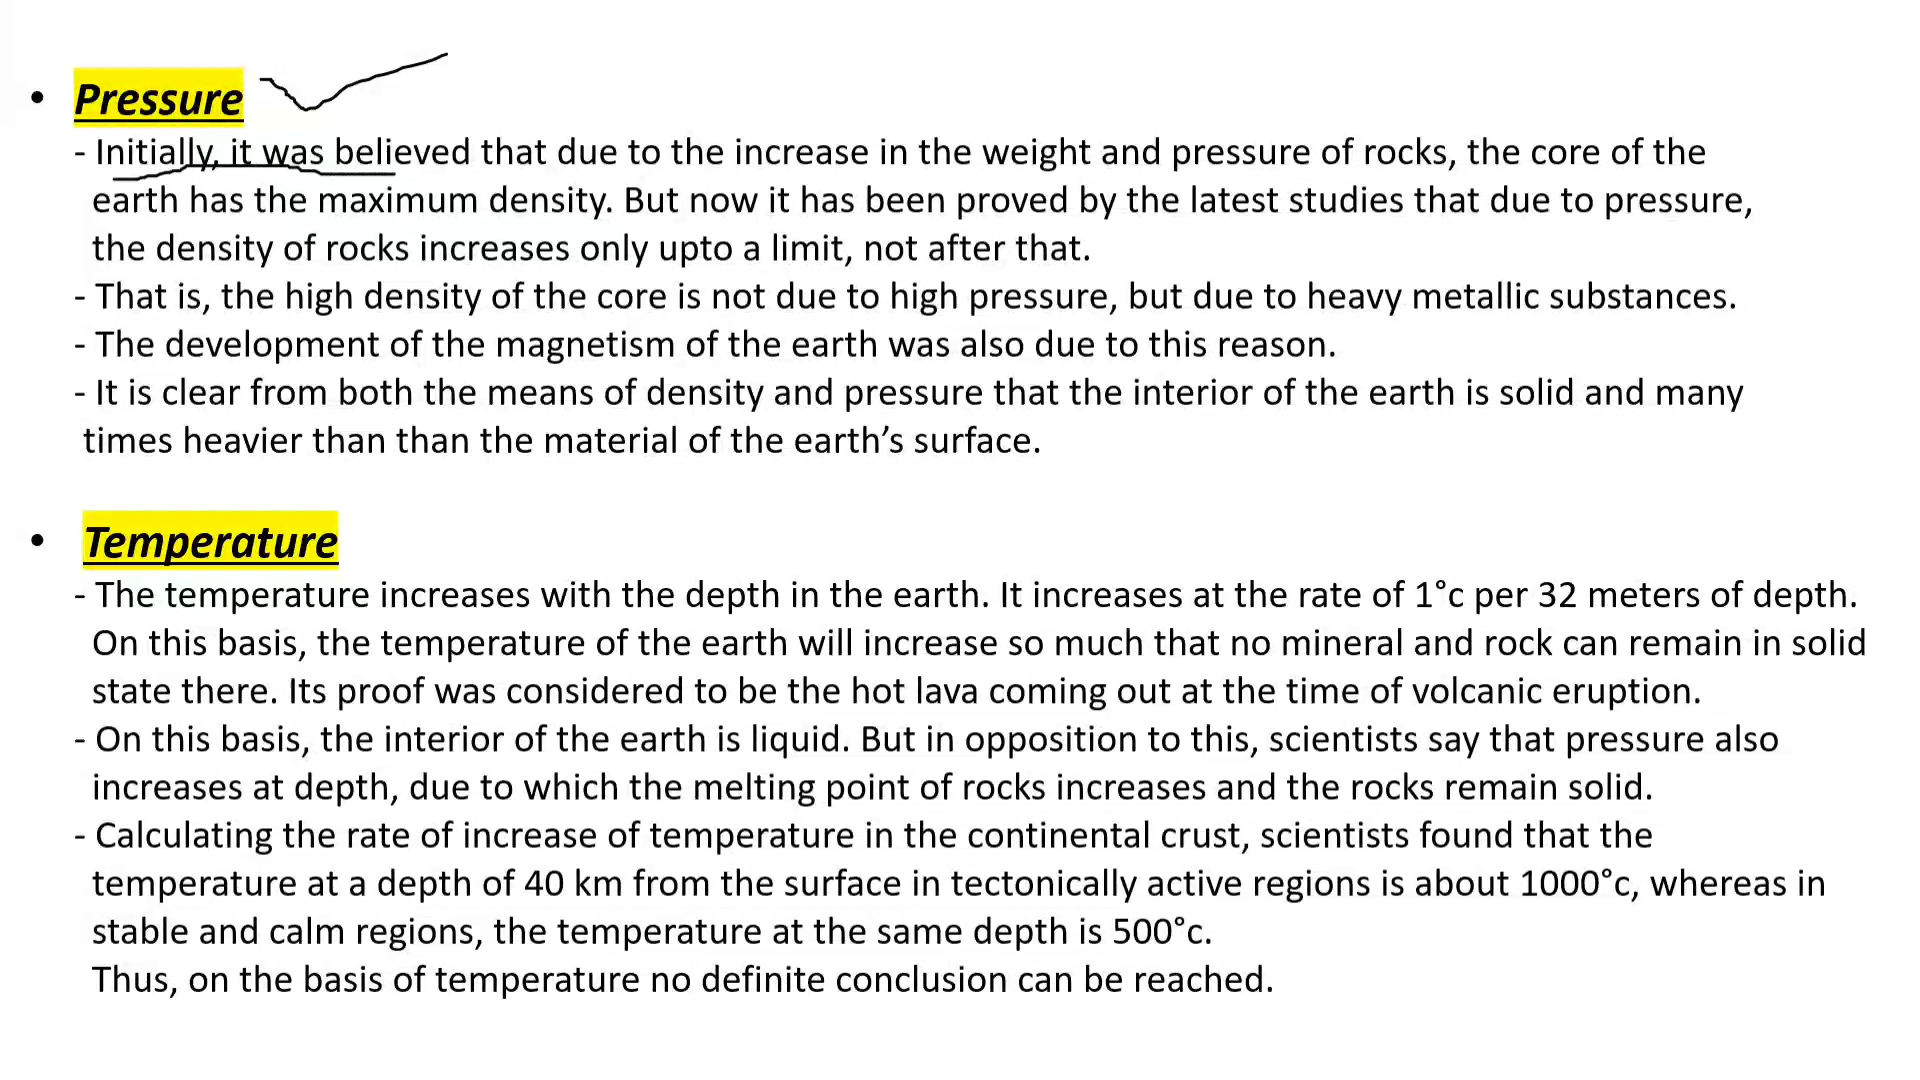 • Pressure
- Initially, it was believed that due to the increase in the weight and pressure of rocks, the core of the
earth has the maximum density. But now it has been proved by the latest studies that due to pressure,
the density of rocks increases only upto a limit, not after that.
- That is, the high density of the core is not due to high pressure, but due to heavy metallic substances.
- The development of the magnetism of the earth was also due to this reason.
- It is clear from both the means of density and pressure that the interior of the earth is solid and many
times heavier than than the material of the earth’s surface.
• Temperature
- The temperature increases with the depth in the earth. It increases at the rate of 1°c per 32 meters of depth.
On this basis, the temperature of the earth will increase so much that no mineral and rock can remain in solid
state there. Its proof was considered to be the hot lava coming out at the time of volcanic eruption.
- On this basis, the interior of the earth is liquid. But in opposition to this, scientists say that pressure also
increases at depth, due to which the melting point of rocks increases and the rocks remain solid.
- Calculating the rate of increase of temperature in the continental crust, scientists found that the
temperature at a depth of 40 km from the surface in tectonically active regions is about 1000°c, whereas in
stable and calm regions, the temperature at the same depth is 500°c.
Thus, on the basis of temperature no definite conclusion can be reached.